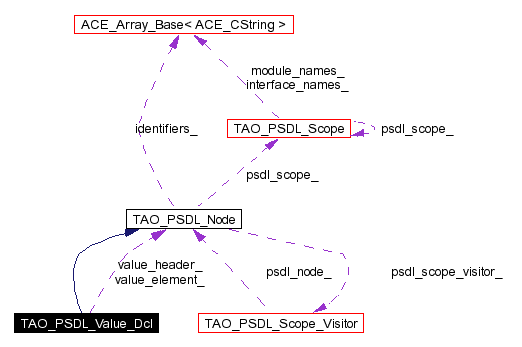 ACE_Array_Base< ACE_CString >
module_names_
interface_names_
identifiers_
TAO_PSDL_Scope
psdl_scope_
psdl_scope_
TAO_PSDL_Node
value_header_
value_element_
psdl_node_
psdl_scope_visitor_
TAO_PSDL_Value_Dcl
TAO_PSDL_Scope_Visitor